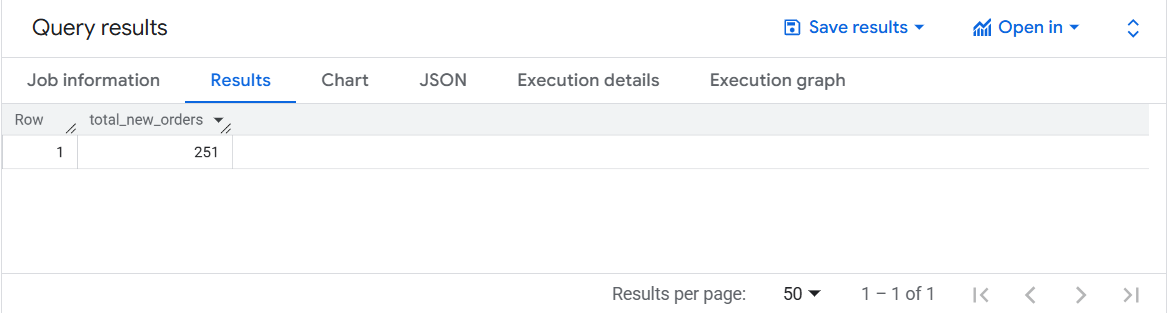 Query results Save results Open in
Job information Results Chart JSON Execution details Execution graph
Row total_new_orders
1 251
Results per page: 50 1 – 1 of 1